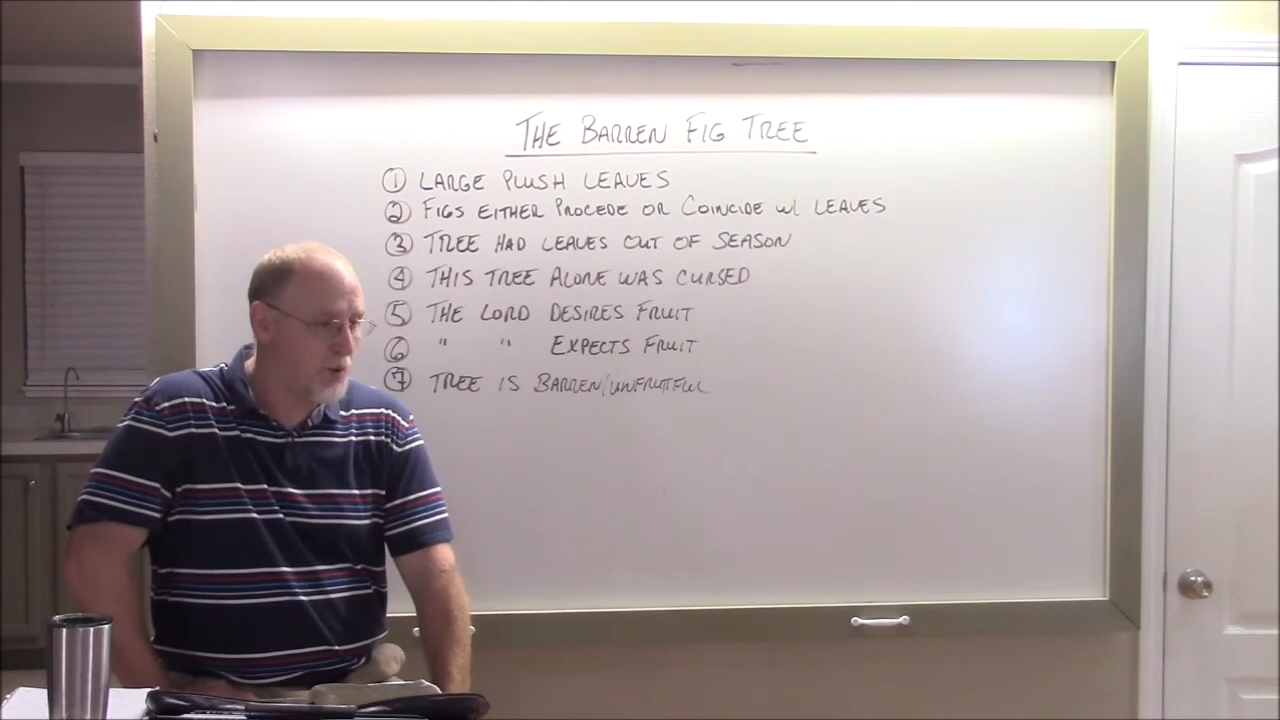 THE BARREN FIG TREE
① LARGE PLUSH LEAVES
② FIGS EITHER PROCEDE OR COINCIDE W/ LEAVES
③ TREE HAD LEAVES OUT OF SEASON
④ THIS TREE ALONE WAS CURSED
⑤ THE LORD DESIRES FRUIT
⑥ " " EXPECTS FRUIT
⑦ TREE IS BARREN/UNFRUTFUL